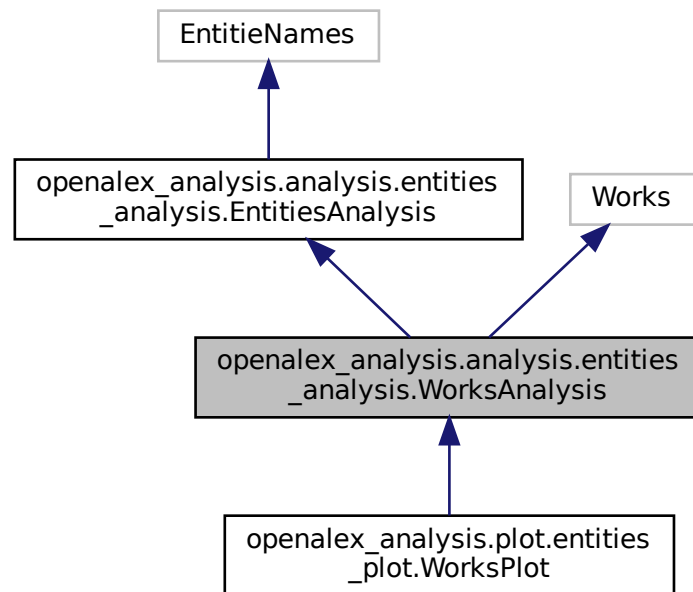 EntitieNames
openalex_analysis.analysis.entities
_analysis.EntitiesAnalysis
Works
openalex_analysis.analysis.entities
_analysis.WorksAnalysis
openalex_analysis.plot.entities
_plot.WorksPlot